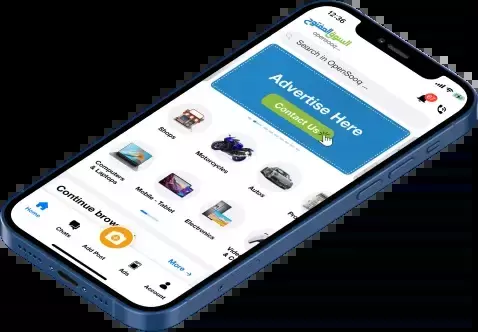 12:36
السوق المفتوح
opensooq.com
Search in OpenSooq ...
Advertise Here
Contact Us
Shops
Motorcycles
Autos
Computers
& Laptops
Mobile - Tablet
Electronics
Continue brow
More
Home
Chats
Add Post
Ads
Account